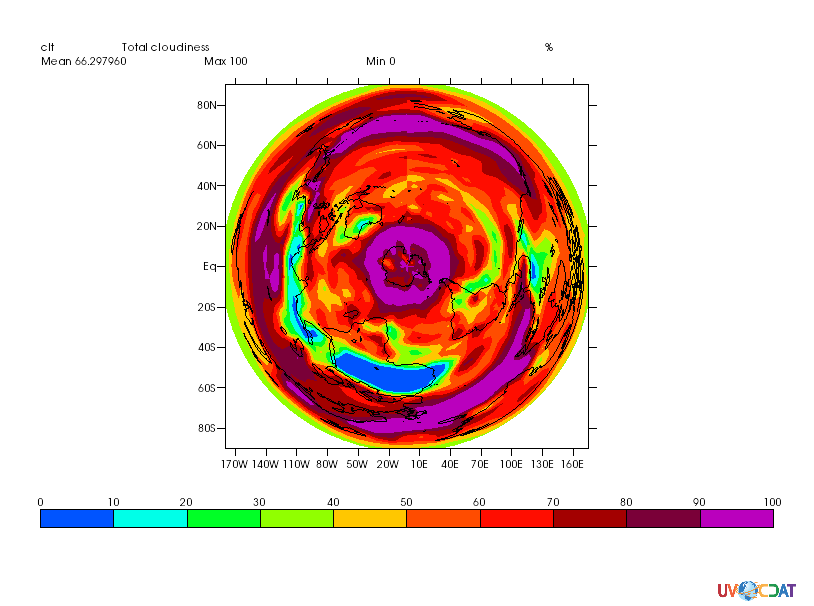 clt Total cloudiness %
Mean 66.297960 Max 100 Min 0
80N
60N
40N
20N
Eq
20S
40S
60S
80S
170W 140W 110W 80W 50W 20W 10E 40E 70E 100E 130E 160E
0 10 20 30 40 50 60 70 80 90 100
UV CDAT